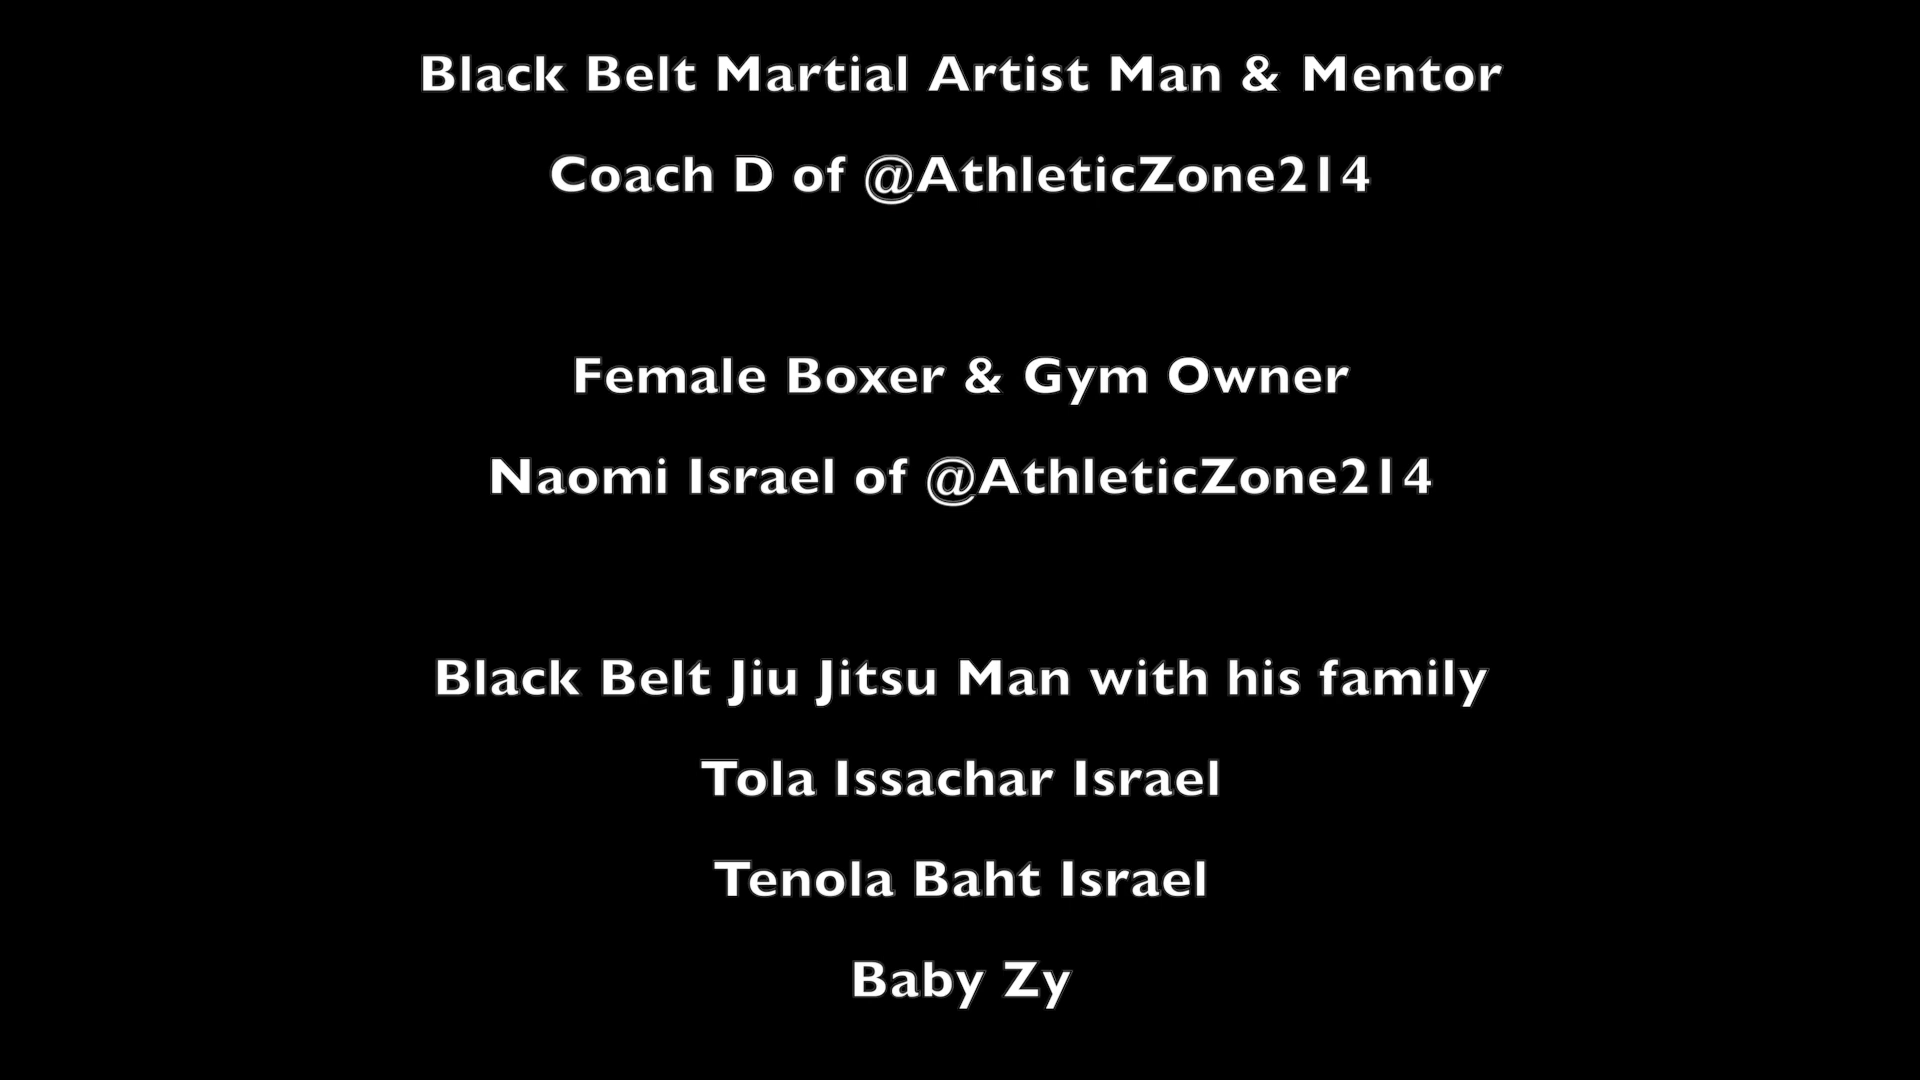 Black Belt Martial Artist Man & Mentor
Coach D of @AthleticZone214
Female Boxer & Gym Owner
Naomi Israel of @AthleticZone214
Black Belt Jiu Jitsu Man with his family
Tola Issachar Israel
Tenola Baht Israel
Baby Zy